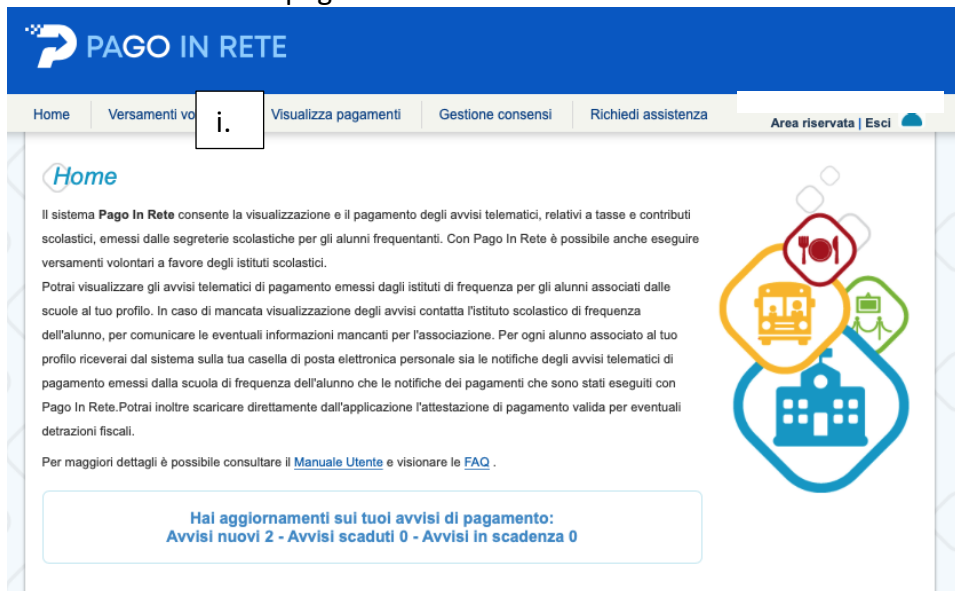 PAGO IN RETE
Home
Versamenti vo
i.
Visualizza pagamenti
Gestione consensi
Richiedi assistenza
Area riservata | Esci
Home
Il sistema Pago In Rete consente la visualizzazione e il pagamento degli avvisi telematici, relativi a tasse e contributi
scolastici, emessi dalle segreterie scolastiche per gli alunni frequentanti. Con Pago In Rete è possibile anche eseguire
versamenti volontari a favore degli istituti scolastici.
Potrai visualizzare gli avvisi telematici di pagamento emessi dagli istituti di frequenza per gli alunni associati dalle
scuole al tuo profilo. In caso di mancata visualizzazione degli avvisi contatta l'istituto scolastico di frequenza
dell'alunno, per comunicare le eventuali informazioni mancanti per l'associazione. Per ogni alunno associato al tuo
profilo riceverai dal sistema sulla tua casella di posta elettronica personale sia le notifiche degli avvisi telematici di
pagamento emessi dalla scuola di frequenza dell'alunno che le notifiche dei pagamenti che sono stati eseguiti con
Pago In Rete.Potrai inoltre scaricare direttamente dall'applicazione l'attestazione di pagamento valida per eventuali
detrazioni fiscali.
Per maggiori dettagli è possibile consultare il Manuale Utente e visionare le FAQ .
Hai aggiornamenti sui tuoi avvisi di pagamento:
Avvisi nuovi 2 - Avvisi scaduti 0 - Avvisi in scadenza 0